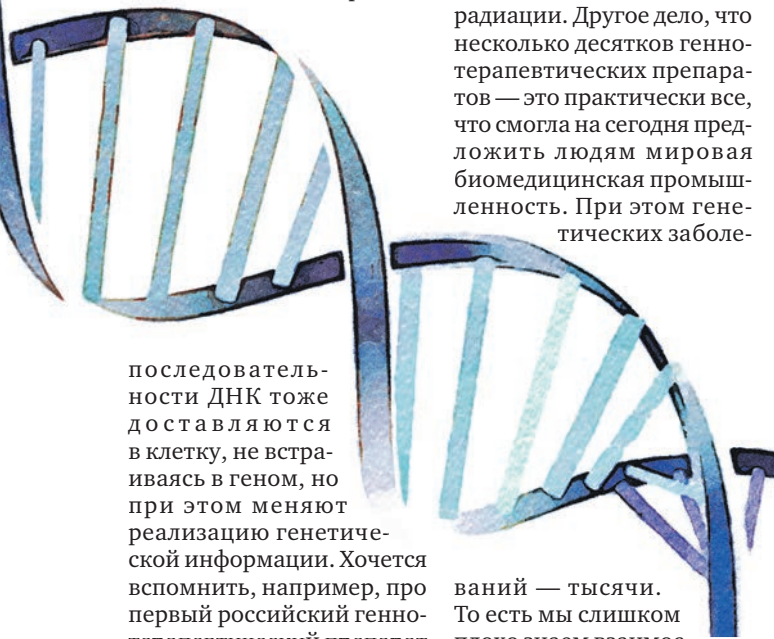 последователь-
ности ДНК тоже
доставляются
в клетку, не встра-
иваясь в геном, но
при этом меняют
реализацию генетиче-
ской информации. Хочется
вспомнить, например, про
первый российский генно-
радиации. Другое дело, что
несколько десятков генно-
терапевтических препара-
тов — это практически все,
что смогла на сегодня пред-
ложить людям мировая
биомедицинская промыш-
ленность. При этом гене-
тических заболе-
ваний — тысячи.
То есть мы слишком